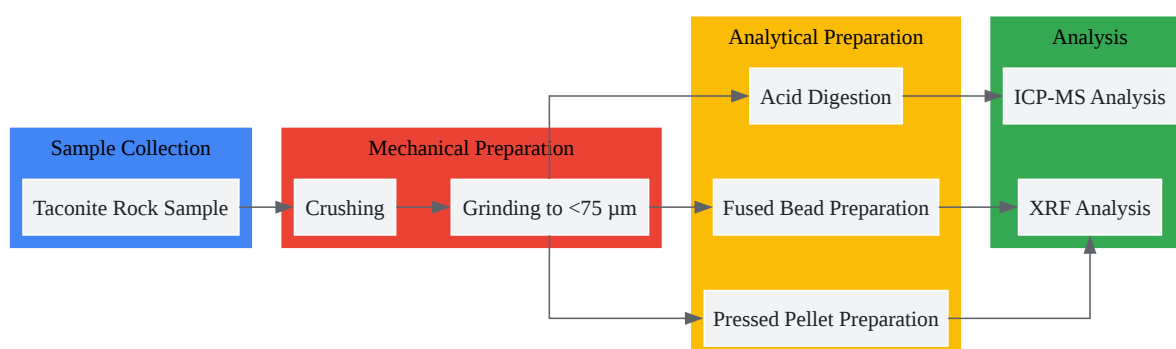 Sample Collection
Taconite Rock Sample
Mechanical Preparation
Crushing
Grinding to <75 µm
Analytical Preparation
Acid Digestion
Fused Bead Preparation
Pressed Pellet Preparation
Analysis
ICP-MS Analysis
XRF Analysis